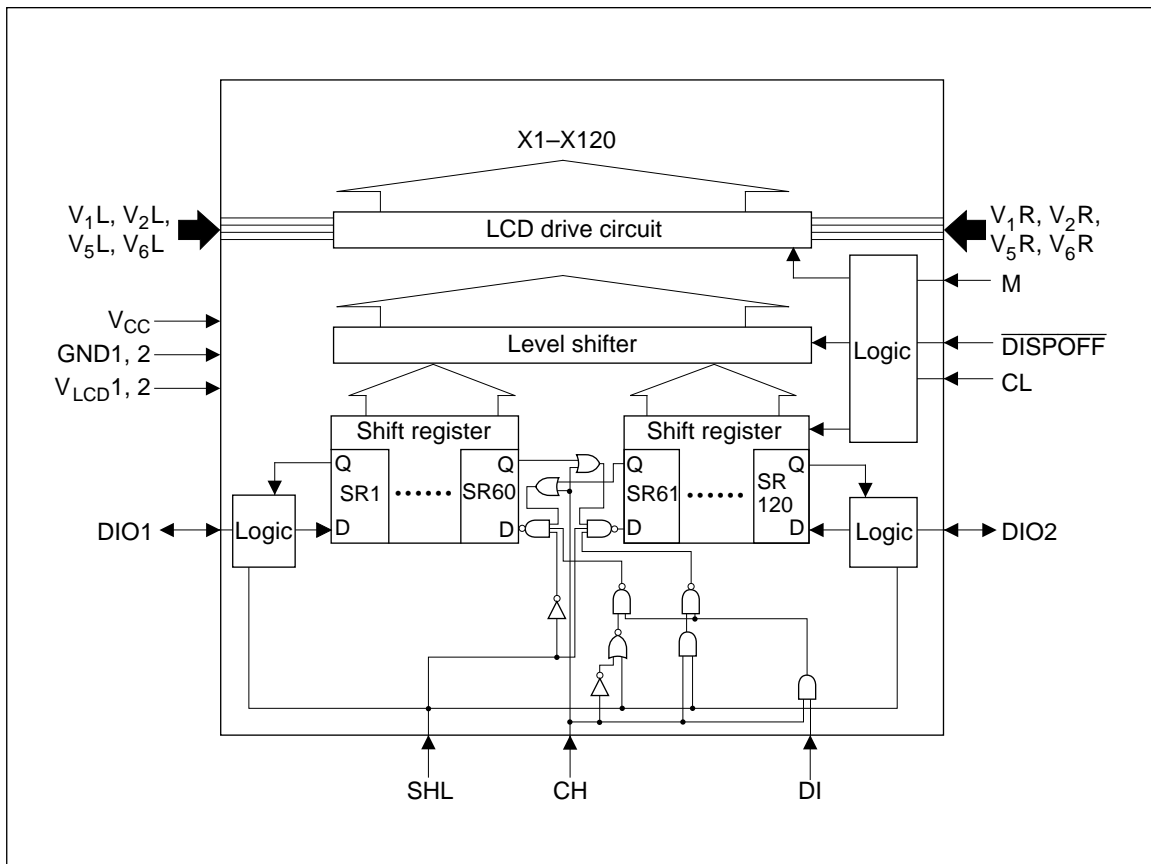 X1–X120
V1L, V2L,
V5L, V6L
LCD drive circuit
V1R, V2R,
V5R, V6R
M
VCC
Level shifter
Logic
DISPOFF
GND1, 2
CL
VLCD1, 2
Shift register
Shift register
Q
SR1
SR60
Q
D
D
Q
SR61
SR
120
Q
D
D
DIO1
Logic
Logic
DIO2
SHL
CH
DI